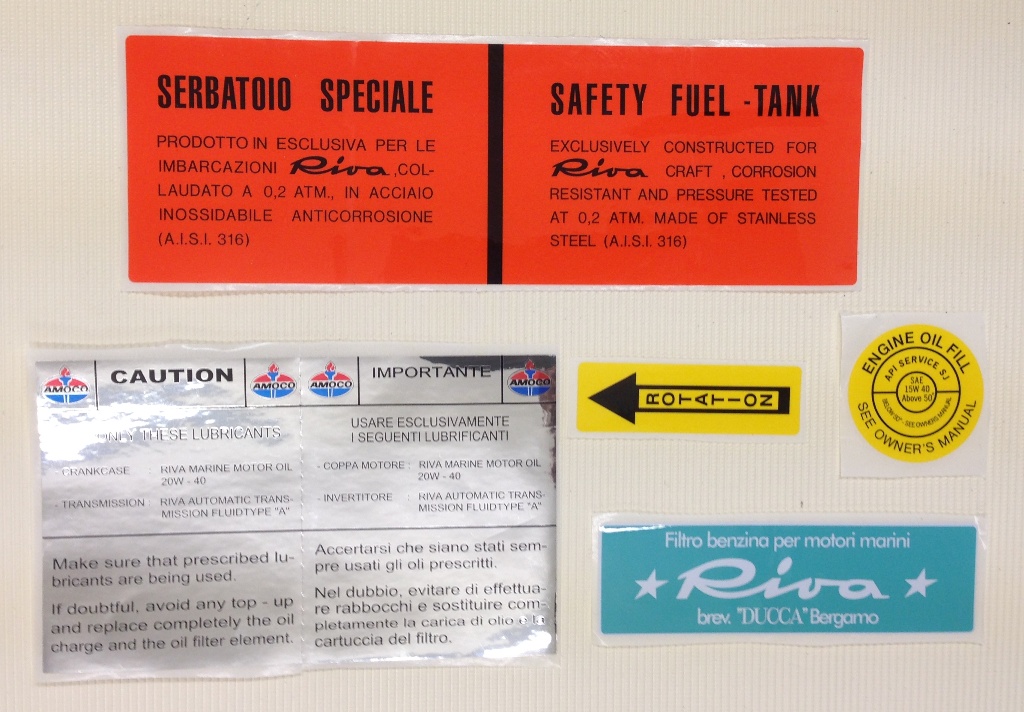 SERBATOIO SPECIALE
PRODOTTO IN ESCLUSIVA PER LE
IMBARCAZIONI Riva ,COL-
LAUDATO A 0,2 ATM., IN ACCIAIO
INOSSIDABILE ANTICORROSIONE
(A.I.S.I. 316)
SAFETY FUEL -TANK
EXCLUSIVELY CONSTRUCTED FOR
Riva CRAFT , CORROSION
RESISTANT AND PRESSURE TESTED
AT 0,2 ATM. MADE OF STAINLESS
STEEL (A.I.S.I. 316)
AMOCO CAUTION AMOCO
ONLY THESE LUBRICANTS
- CRANKCASE : RIVA MARINE MOTOR OIL
20W - 40
- TRANSMISSION : RIVA AUTOMATIC TRANS-
MISSION FLUIDTYPE "A"
Make sure that prescribed lu-
bricants are being used.
If doubtful, avoid any top - up
and replace completely the oil
charge and the oil filter element.
AMOCO IMPORTANTE AMOCO
USARE ESCLUSIVAMENTE
I SEGUENTI LUBRIFICANTI
- COPPA MOTORE : RIVA MARINE MOTOR OIL
20W - 40
- INVERTITORE : RIVA AUTOMATIC TRANS-
MISSION FLUIDTYPE "A"
Accertarsi che siano stati sem-
pre usati gli oli prescritti.
Nel dubbio, evitare di effettua-
re rabbocchi e sostituire com-
pletamente la carica di olio e la
cartuccia del filtro.
ROTATION
ENGINE OIL FILL
API SERVICE SJ
SAE
15W 40
Above 50°
BELOW 50° - SEE OWNERS MANUAL
SEE OWNER'S MANUAL
Filtro benzina per motori marini
Riva
brev. "DUCCA" Bergamo